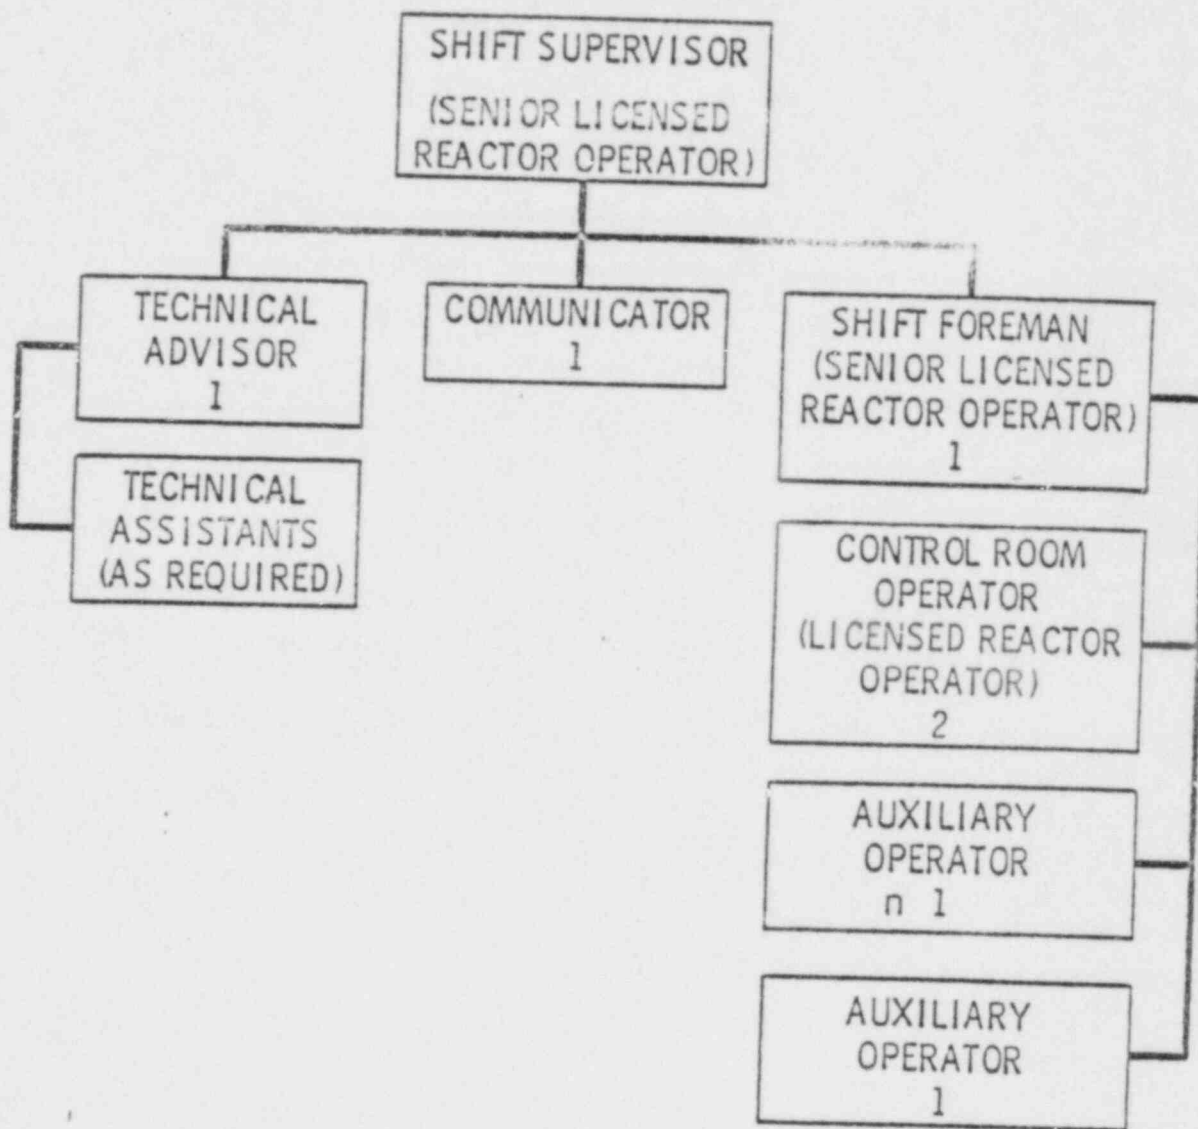 SHIFT SUPERVISOR
(SENIOR LICENSED
REACTOR OPERATOR)
TECHNICAL
ADVISOR
1
COMMUNICATOR
1
SHIFT FOREMAN
(SENIOR LICENSED
REACTOR OPERATOR)
1
TECHNICAL
ASSISTANTS
(AS REQUIRED)
CONTROL ROOM
OPERATOR
(LICENSED REACTOR
OPERATOR)
2
AUXILIARY
OPERATOR
n 1
AUXILIARY
OPERATOR
1